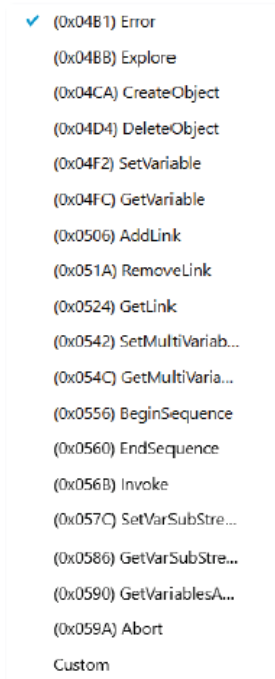 (0x04B1) Error
(0x04BB) Explore
(0x04CA) CreateObject
(0x04D4) DeleteObject
(0x04F2) SetVariable
(0x04FC) GetVariable
(0x0506) AddLink
(0x051A) RemoveLink
(0x0524) GetLink
(0x0542) SetMultiVariab...
(0x054C) GetMultiVaria...
(0x0556) BeginSequence
(0x0560) EndSequence
(0x056B) Invoke
(0x057C) SetVarSubStre...
(0x0586) GetVarSubStre...
(0x0590) GetVariablesA...
(0x059A) Abort
Custom